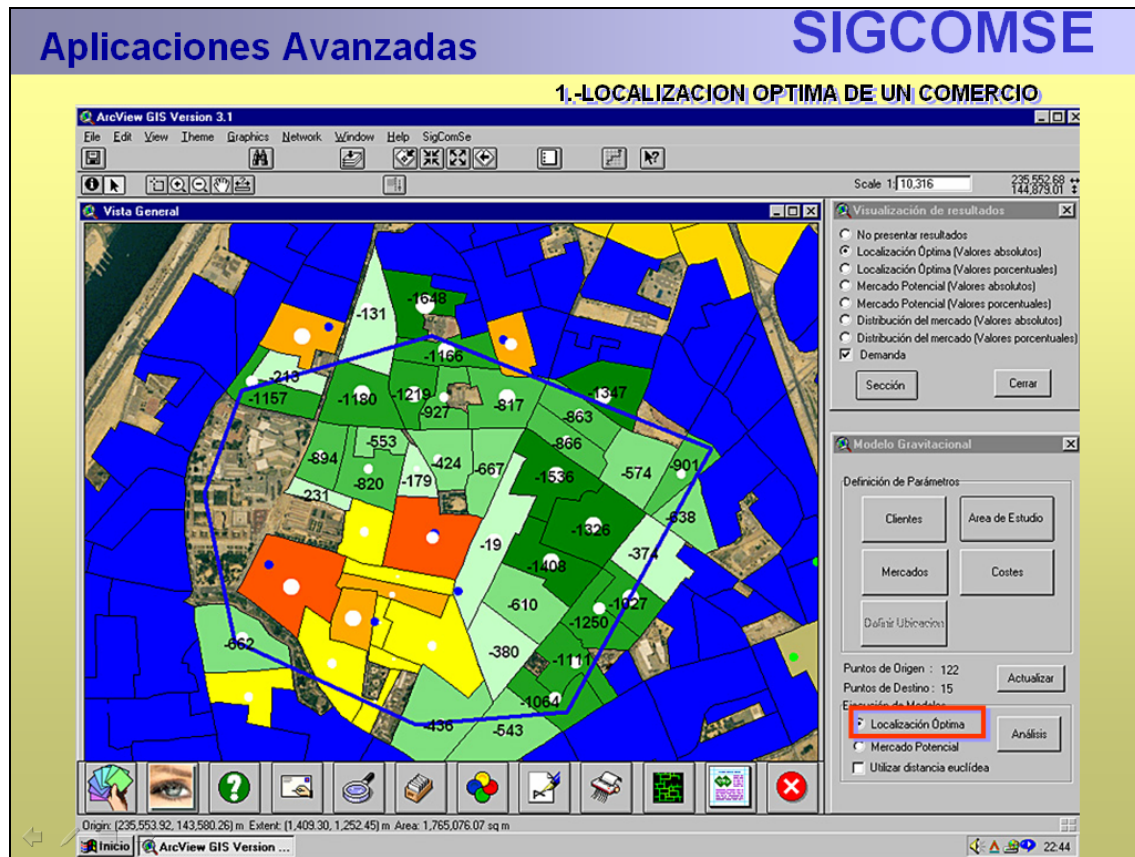 Aplicaciones Avanzadas
SIGCOMSE
1.-LOCALIZACION OPTIMA DE UN COMERCIO
ArcView GIS Version 3.1
File Edit View Theme Graphics Network Window Help SigComSe
Scale 1: 10,316
235,552.68
144,879.01
Vista General
-1648
-131
-1166
-213
-1157
-1180
-1219
-927
-817
-1347
-863
-553
-866
-894
-820
-179
-424
-667
-1536
-574
-901
-231
-19
-1326
-638
-374
-1408
-610
-1027
-1250
-662
-380
-1111
-1064
-436
-543
Visualización de resultados
No presentar resultados
Localización Óptima (Valores absolutos)
Localización Óptima (Valores porcentuales)
Mercado Potencial (Valores absolutos)
Mercado Potencial (Valores porcentuales)
Distribución del mercado (Valores absolutos)
Distribución del mercado (Valores porcentuales)
Demanda
Sección
Cerrar
Modelo Gravitacional
Definición de Parámetros
Clientes
Area de Estudio
Mercados
Costes
Definir Ubicacion
Puntos de Origen : 122
Puntos de Destino : 15
Actualizar
Ejecución de Modelos
Localización Óptima
Mercado Potencial
Análisis
Utilizar distancia euclídea
Origin: (235,553.92, 143,580.26) m Extent: (1,409.30, 1,252.45) m Area: 1,765,076.07 sq m
Inicio
ArcView GIS Version ...
22:44